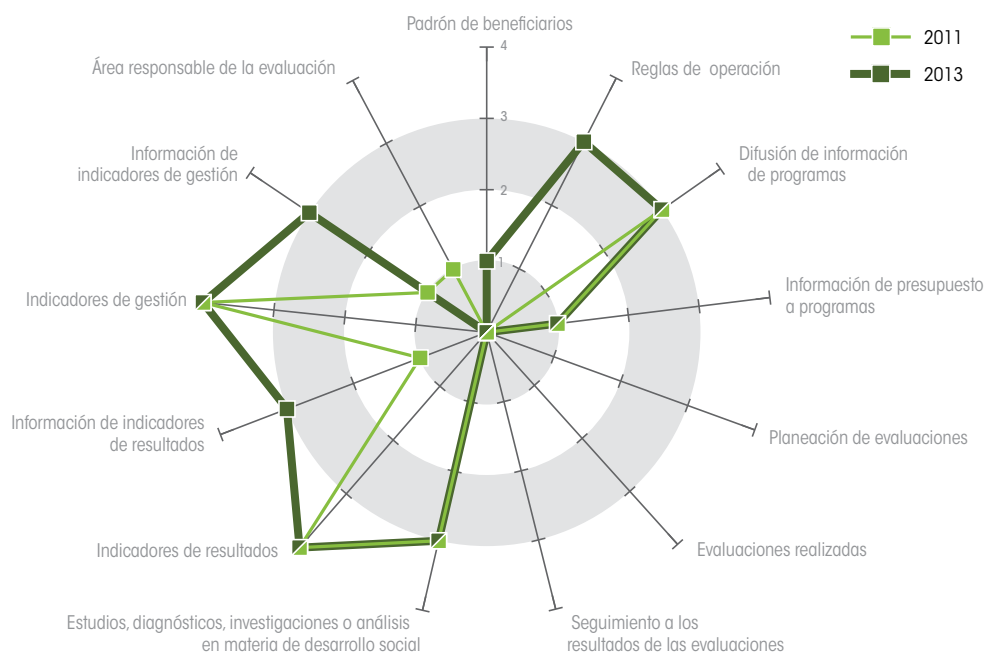 Padrón de beneficiarios
4
3
2
1
2011
2013
Reglas de operación
Difusión de información
de programas
Información de presupuesto
a programas
Planeación de evaluaciones
Evaluaciones realizadas
Seguimiento a los
resultados de las evaluaciones
Estudios, diagnósticos, investigaciones o análisis
en materia de desarrollo social
Indicadores de resultados
Información de indicadores
de resultados
Indicadores de gestión
Información de
indicadores de gestión
Área responsable de la evaluación